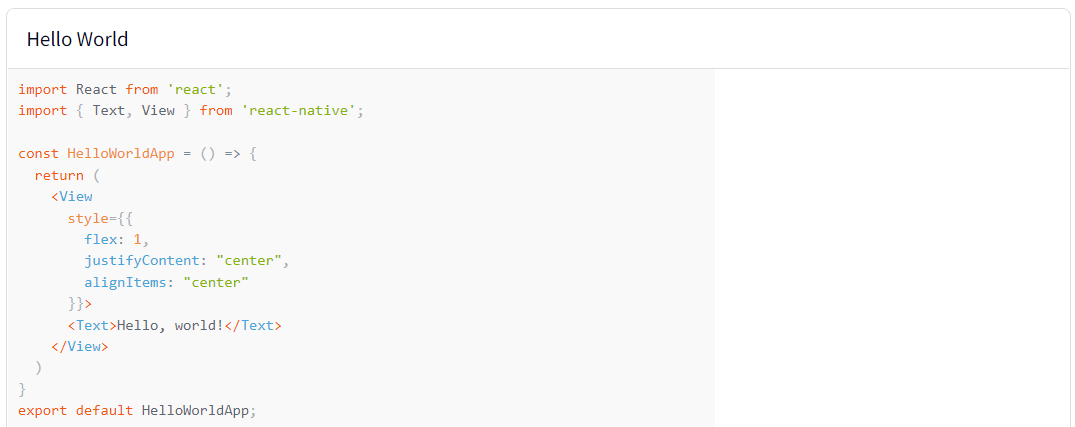 Hello World
import React from 'react';
import { Text, View } from 'react-native';
const HelloWorldApp = () => {
  return (
    <View
      style={{
        flex: 1,
        justifyContent: "center",
        alignItems: "center"
      }}>
      <Text>Hello, world!</Text>
    </View>
  )
}
export default HelloWorldApp;